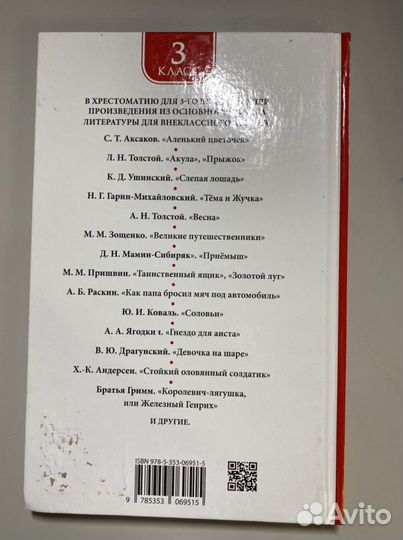 3
КЛАСС
В ХРЕСТОМАТИЮ ДЛЯ 3-ГО
ПРОИЗВЕДЕНИЯ ИЗ ОСНОВНО
ЛИТЕРАТУРЫ ДЛЯ ВНЕКЛАССНОГО
С. Т. Аксаков. «Аленький цветочек»
Л. Н. Толстой. «Акула», «Прыжок»
К. Д. Ушинский. «Слепая лошадь»
Н. Г. Гарин-Михайловский. «Тёма и Жучка»
А. Н. Толстой. «Весна»
М. М. Зощенко. «Великие путешественники»
Д. Н. Мамин-Сибиряк. «Приёмыш»
М. М. Пришвин. «Таинственный ящик», «Золотой луг»
А. Б. Раскин. «Как папа бросил мяч под автомобиль»
Ю. И. Коваль. «Соловьи»
А. А. Ягодки ч. «Гнездо для аиста»
В. Ю. Драгунский. «Девочка на шаре»
Х.-К. Андерсен. «Стойкий оловянный солдатик»
Братья Гримм. «Королевич-лягушка,
или Железный Генрих»
И ДРУГИЕ.
ISBN 978-5-353-06951-5
9 785353 069515
Avito